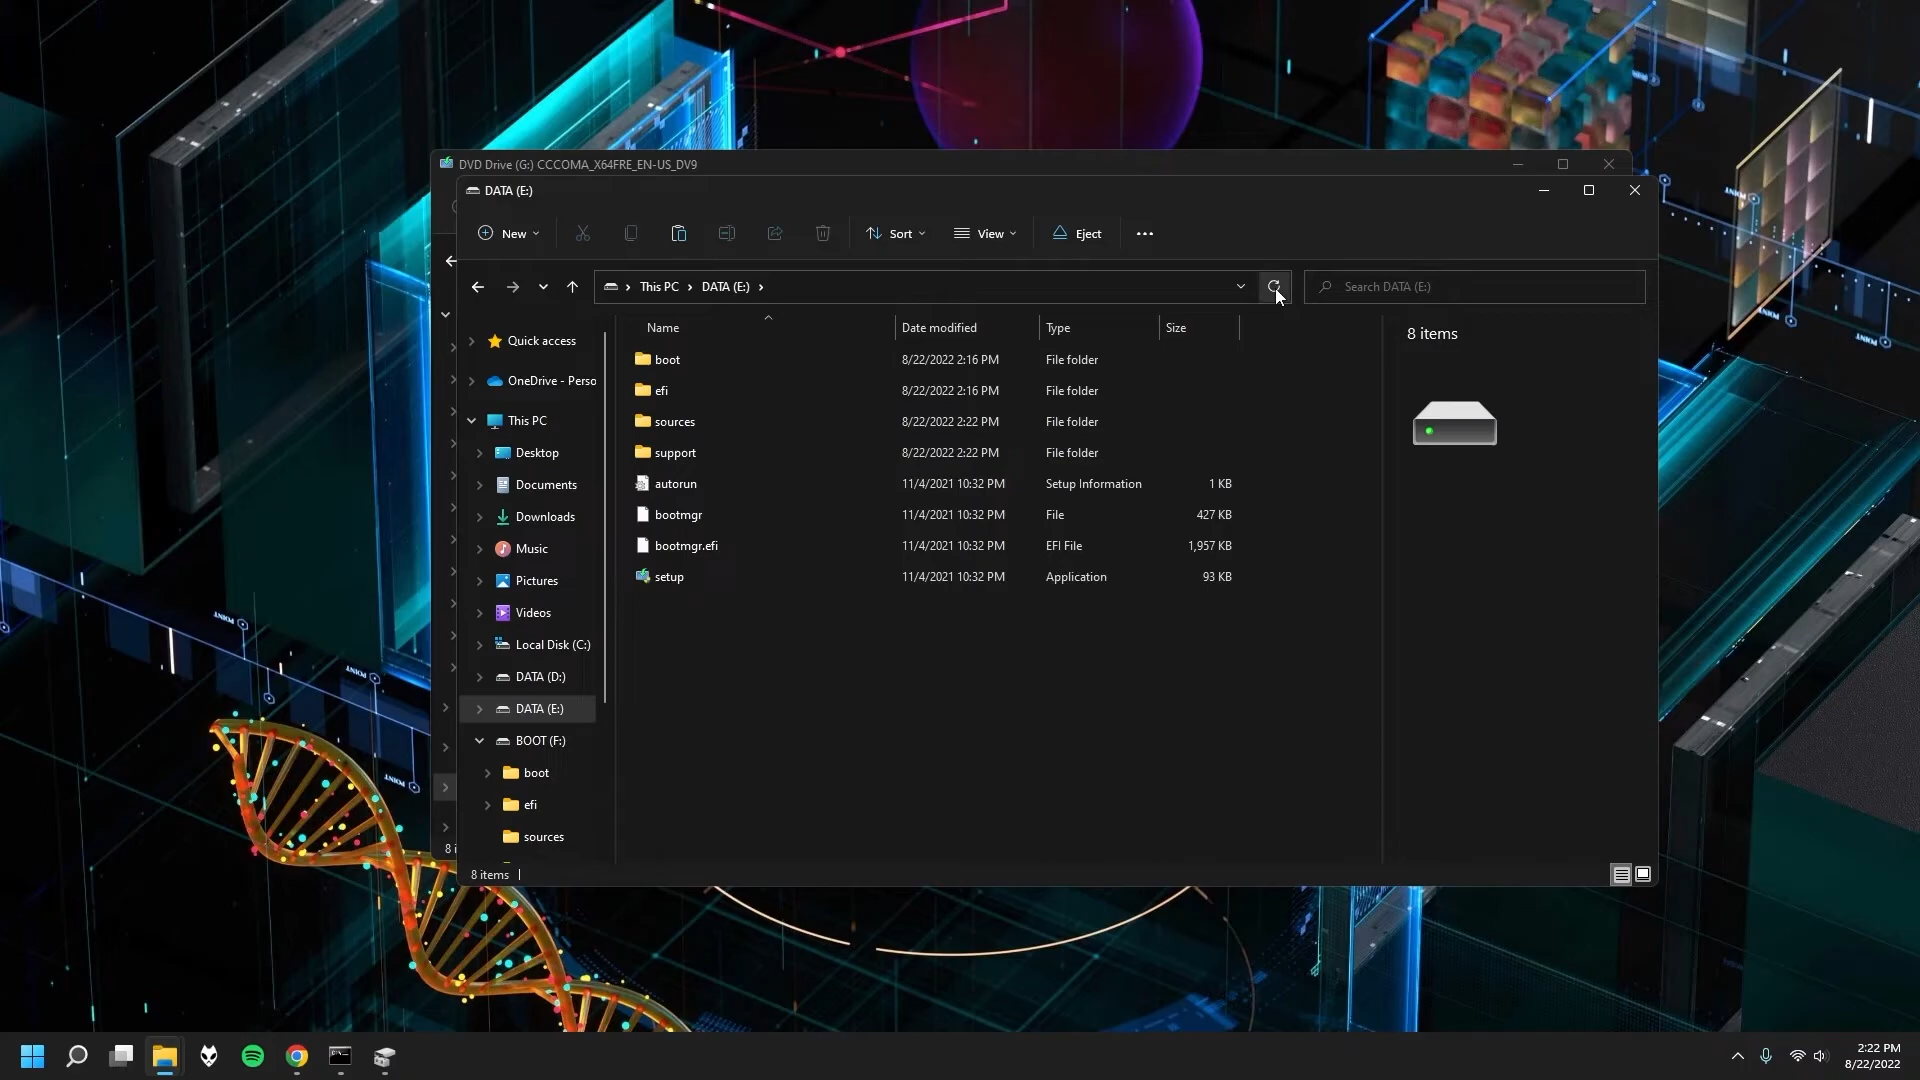 DVD Drive (G:) CCCOMA_X64FRE_EN-US_DV9
DATA (E:)
New
Sort
View
Eject
This PC
DATA (E:)
Search DATA (E:)
Name
Date modified
Type
Size
8 items
boot 8/22/2022 2:16 PM File folder
efi 8/22/2022 2:16 PM File folder
sources 8/22/2022 2:22 PM File folder
support 8/22/2022 2:22 PM File folder
autorun 11/4/2021 10:32 PM Setup Information 1 KB
bootmgr 11/4/2021 10:32 PM File 427 KB
bootmgr.efi 11/4/2021 10:32 PM EFI File 1,957 KB
setup 11/4/2021 10:32 PM Application 93 KB
Quick access
OneDrive - Perso
This PC
Desktop
Documents
Downloads
Music
Pictures
Videos
Local Disk (C:)
DATA (D:)
DATA (E:)
BOOT (F:)
boot
efi
sources
8 i
8 items
POINT
POINT
POINT
2:22 PM
8/22/2022